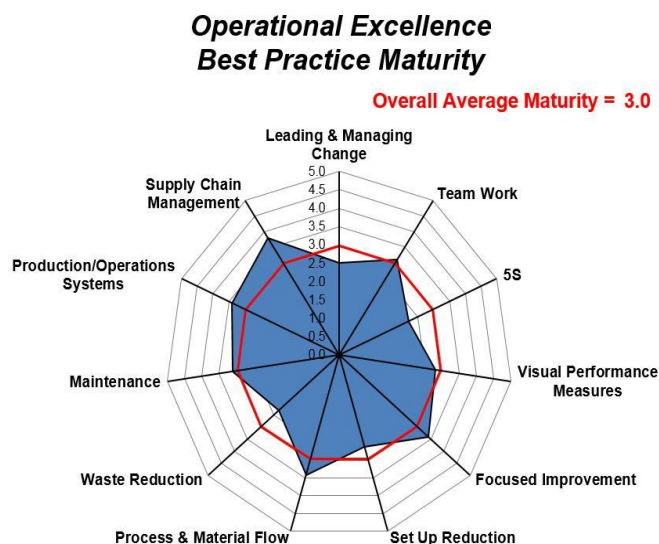 Operational Excellence
Best Practice Maturity
Overall Average Maturity = 3.0
Leading & Managing
Change
Supply Chain
Management
Team Work
5.0
4.5
4.0
3.5
3.0
2.5
2.0
1.5
1.0
0.5
0.0
Production/Operations
Systems
5S
Maintenance
Visual Performance
Measures
Waste Reduction
Focused Improvement
Process & Material Flow
Set Up Reduction